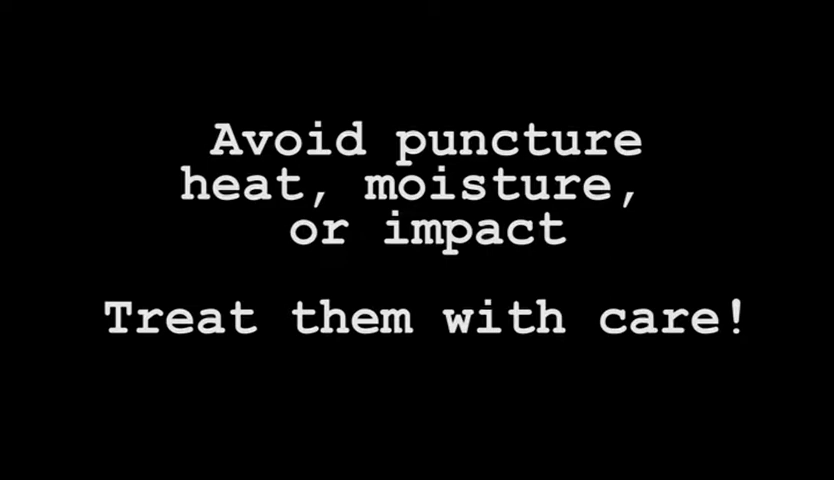 Avoid puncture
heat, moisture,
or impact
Treat them with care!